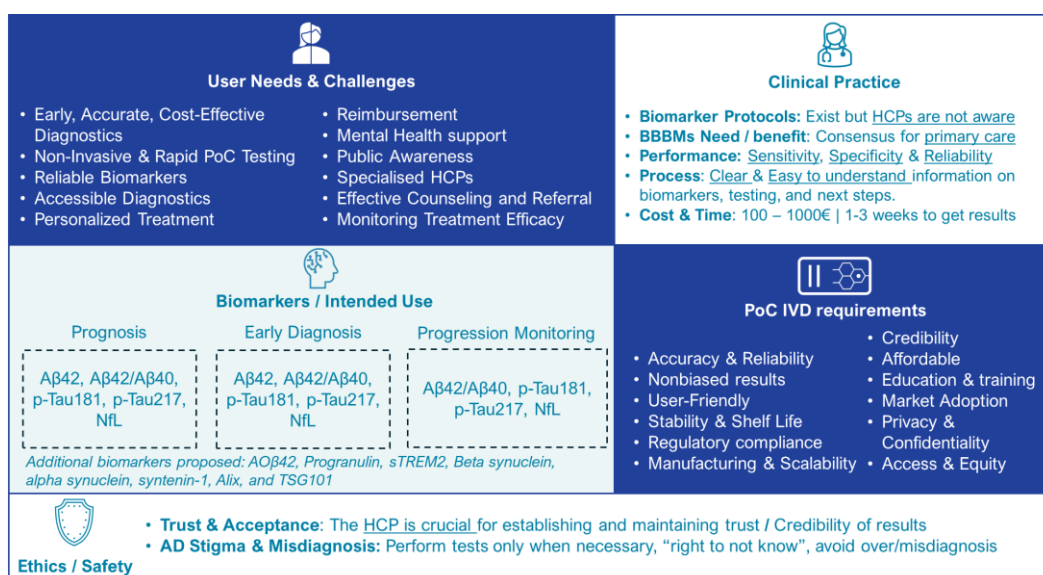 User Needs & Challenges
• Early, Accurate, Cost-Effective
Diagnostics
• Non-Invasive & Rapid PoC Testing
• Reliable Biomarkers
• Accessible Diagnostics
• Personalized Treatment
• Reimbursement
• Mental Health support
• Public Awareness
• Specialised HCPs
• Effective Counseling and Referral
• Monitoring Treatment Efficacy
Clinical Practice
• Biomarker Protocols: Exist but HCPs are not aware
• BBBMs Need / benefit: Consensus for primary care
• Performance: Sensitivity, Specificity & Reliability
• Process: Clear & Easy to understand information on
biomarkers, testing, and next steps.
• Cost & Time: 100 – 1000€ | 1-3 weeks to get results
Biomarkers / Intended Use
Prognosis
Aβ42, Aβ42/Aβ40,
p-Tau181, p-Tau217,
NfL
Early Diagnosis
Aβ42, Aβ42/Aβ40,
p-Tau181, p-Tau217,
NfL
Progression Monitoring
Aβ42/Aβ40, p-Tau181,
p-Tau217, NfL
Additional biomarkers proposed: AOβ42, Progranulin, sTREM2, Beta synuclein,
alpha synuclein, syntenin-1, Alix, and TSG101
PoC IVD requirements
• Accuracy & Reliability
• Nonbiased results
• User-Friendly
• Stability & Shelf Life
• Regulatory compliance
• Manufacturing & Scalability
• Credibility
• Affordable
• Education & training
• Market Adoption
• Privacy &
Confidentiality
• Access & Equity
Ethics / Safety
• Trust & Acceptance: The HCP is crucial for establishing and maintaining trust / Credibility of results
• AD Stigma & Misdiagnosis: Perform tests only when necessary, “right to not know”, avoid over/misdiagnosis